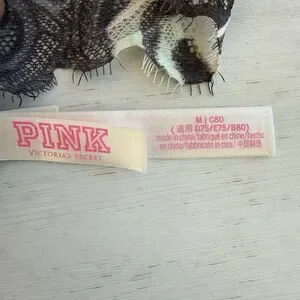 PINK
VICTORIA'S SECRET
M | C80
(适用 D75/E75/B80)
made in china/fabriqué en chine/hecho
en china/fabbricato in cina/中国制造